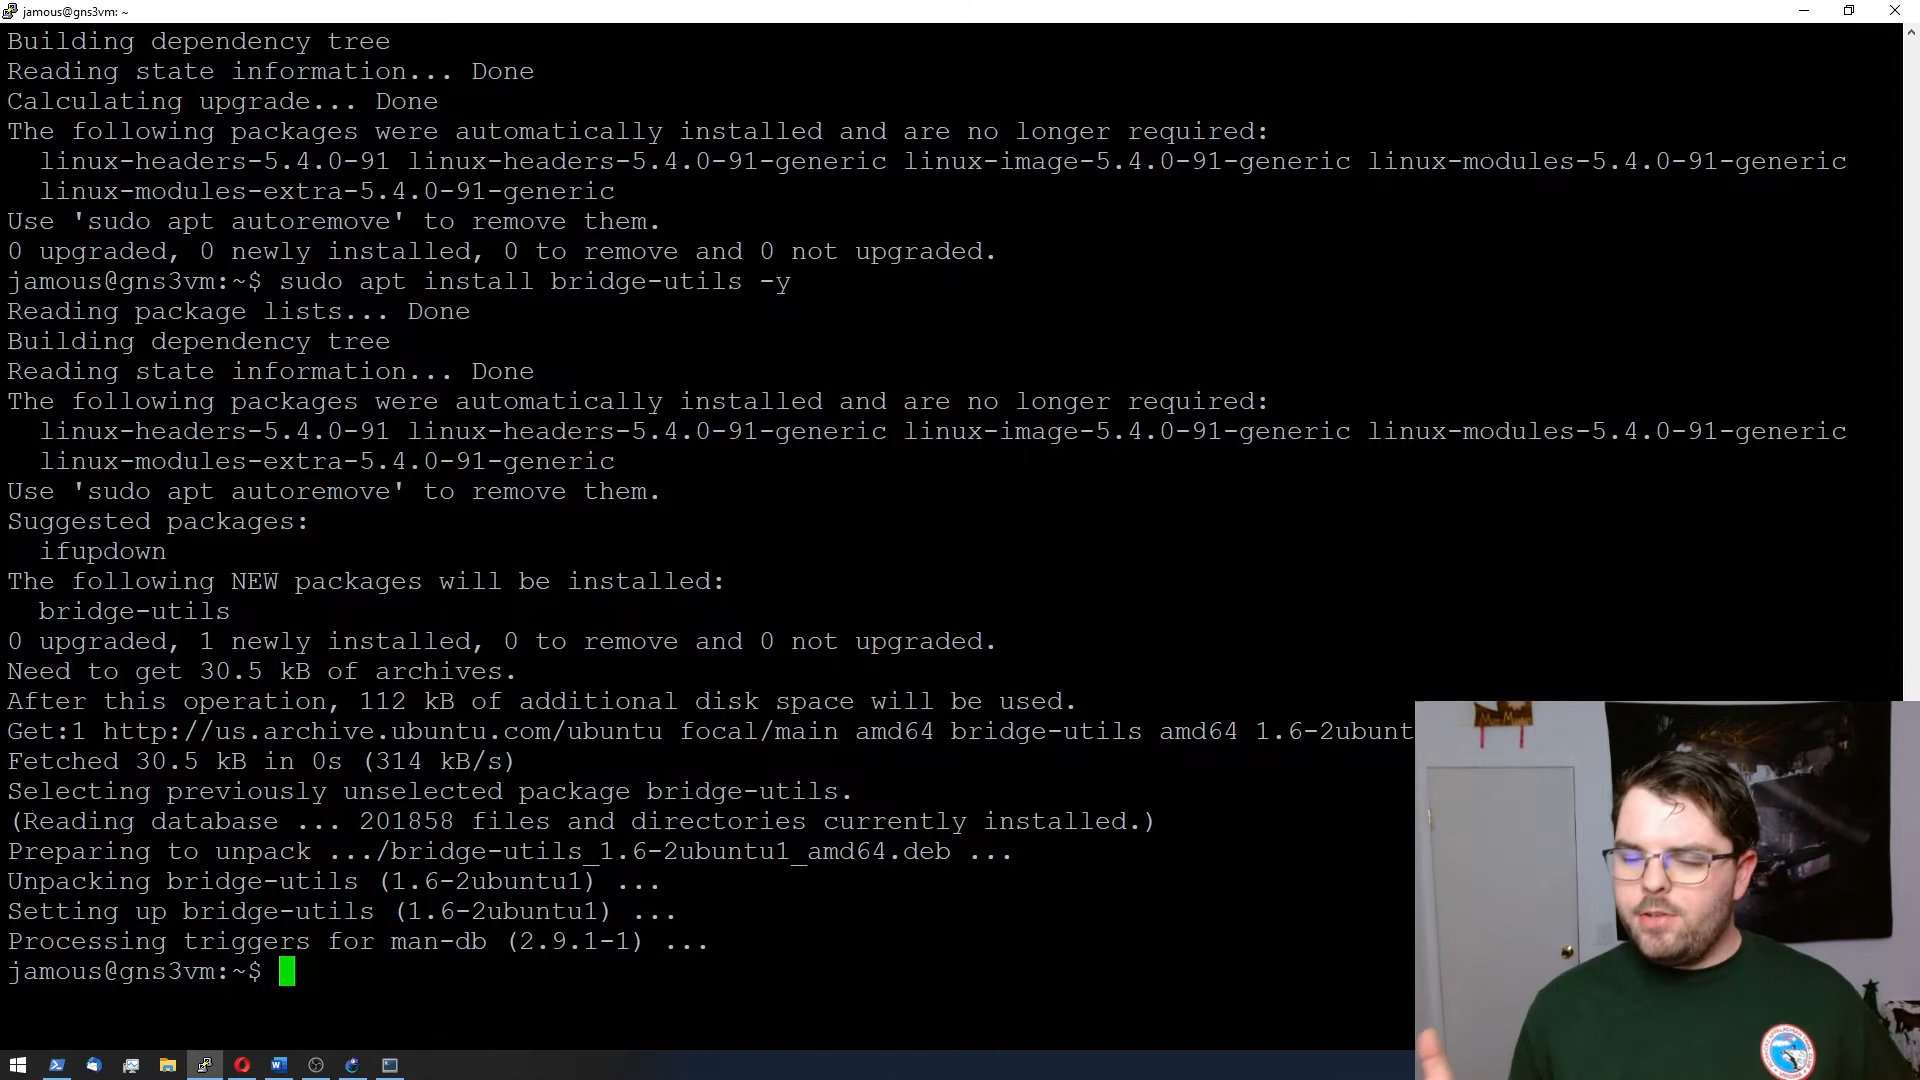 jamous@gns3vm: ~
Building dependency tree
Reading state information... Done
Calculating upgrade... Done
The following packages were automatically installed and are no longer required:
linux-headers-5.4.0-91 linux-headers-5.4.0-91-generic linux-image-5.4.0-91-generic linux-modules-5.4.0-91-generic
linux-modules-extra-5.4.0-91-generic
Use 'sudo apt autoremove' to remove them.
0 upgraded, 0 newly installed, 0 to remove and 0 not upgraded.
jamous@gns3vm:~$ sudo apt install bridge-utils -y
Reading package lists... Done
Building dependency tree
Reading state information... Done
The following packages were automatically installed and are no longer required:
linux-headers-5.4.0-91 linux-headers-5.4.0-91-generic linux-image-5.4.0-91-generic linux-modules-5.4.0-91-generic
linux-modules-extra-5.4.0-91-generic
Use 'sudo apt autoremove' to remove them.
Suggested packages:
ifupdown
The following NEW packages will be installed:
bridge-utils
0 upgraded, 1 newly installed, 0 to remove and 0 not upgraded.
Need to get 30.5 kB of archives.
After this operation, 112 kB of additional disk space will be used.
Get:1 http://us.archive.ubuntu.com/ubuntu focal/main amd64 bridge-utils amd64 1.6-2ubunt
Fetched 30.5 kB in 0s (314 kB/s)
Selecting previously unselected package bridge-utils.
(Reading database ... 201858 files and directories currently installed.)
Preparing to unpack .../bridge-utils_1.6-2ubuntu1_amd64.deb ...
Unpacking bridge-utils (1.6-2ubuntu1) ...
Setting up bridge-utils (1.6-2ubuntu1) ...
Processing triggers for man-db (2.9.1-1) ...
jamous@gns3vm:~$